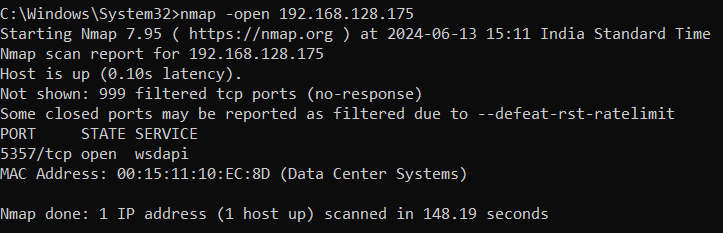 C:\Windows\System32>nmap -open 192.168.128.175
Starting Nmap 7.95 ( https://nmap.org ) at 2024-06-13 15:11 India Standard Time
Nmap scan report for 192.168.128.175
Host is up (0.10s latency).
Not shown: 999 filtered tcp ports (no-response)
Some closed ports may be reported as filtered due to --defeat-rst-ratelimit
PORT     STATE SERVICE
5357/tcp open  wsdapi
MAC Address: 00:15:11:10:EC:8D (Data Center Systems)
Nmap done: 1 IP address (1 host up) scanned in 148.19 seconds